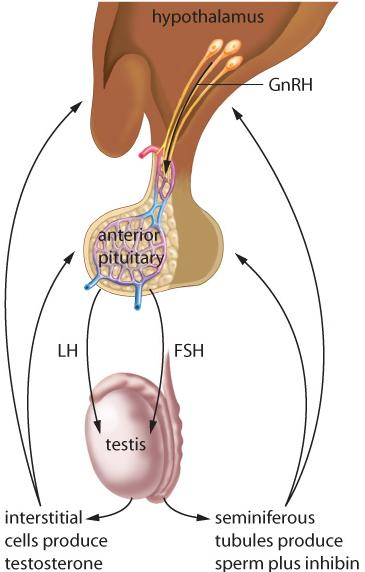 hypothalamus
GnRH
anterior
pituitary
LH
FSH
testis
interstitial
cells produce
testosterone
seminiferous
tubules produce
sperm plus inhibin